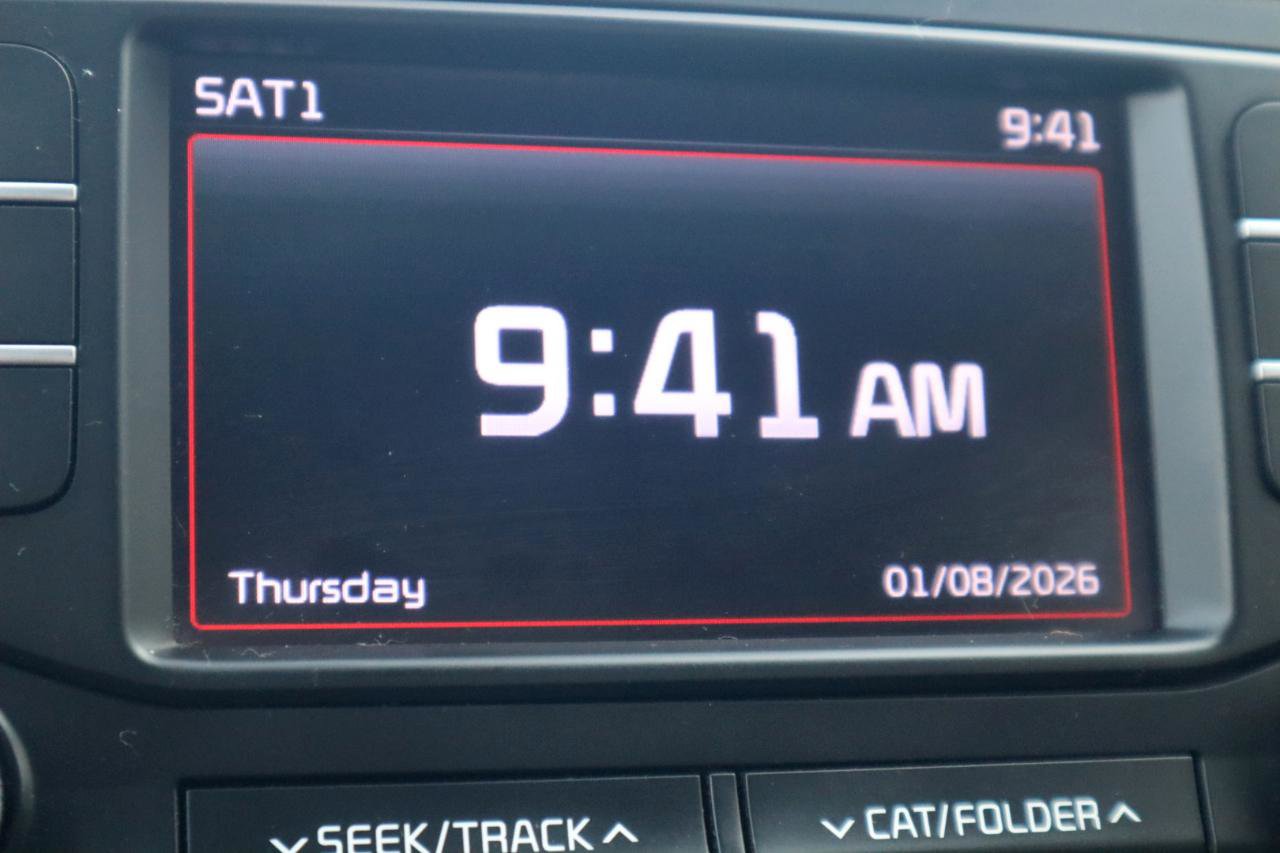 SAT1
9:41
9:41 AM
Thursday
01/08/2026
SEEK/TRACK
CAT/FOLDER